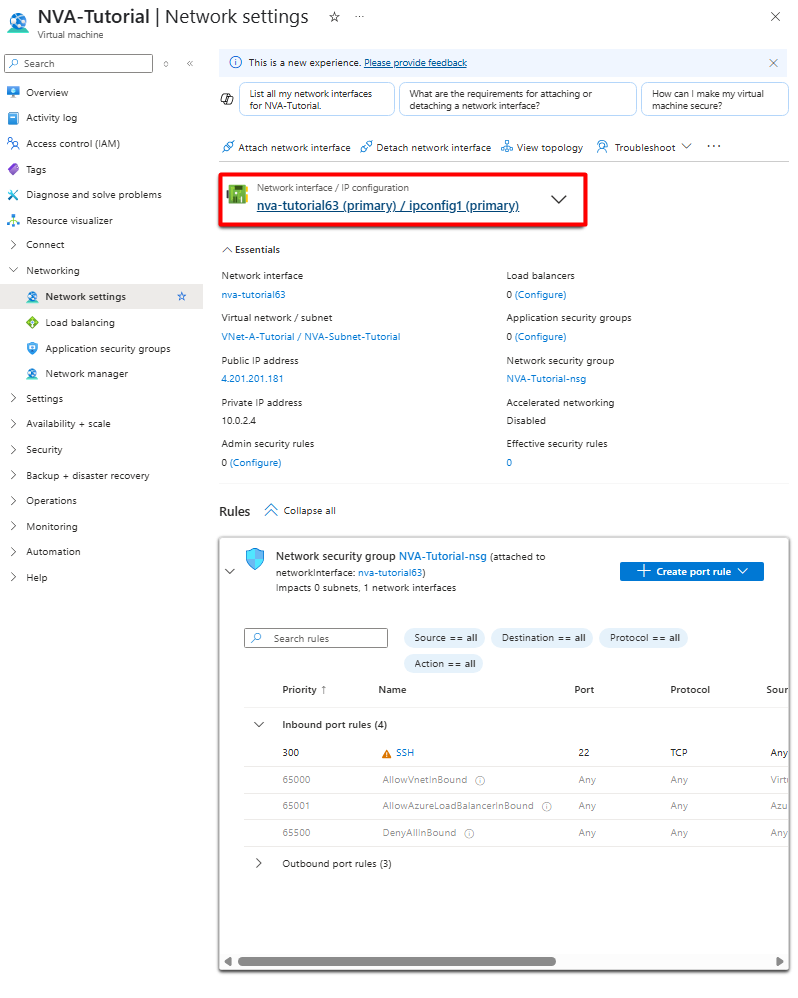 NVA-Tutorial | Network settings
Virtual machine
Search
Overview
Activity log
Access control (IAM)
Tags
Diagnose and solve problems
Resource visualizer
Connect
Networking
Network settings
Load balancing
Application security groups
Network manager
Settings
Availability + scale
Security
Backup + disaster recovery
Operations
Monitoring
Automation
Help
This is a new experience. Please provide feedback
List all my network interfaces
for NVA-Tutorial.
What are the requirements for attaching or
detaching a network interface?
How can I make my virtual
machine secure?
Attach network interface Detach network interface View topology Troubleshoot
Network interface / IP configuration
nva-tutorial63 (primary) / ipconfig1 (primary)
Essentials
Network interface
nva-tutorial63
Virtual network / subnet
VNet-A-Tutorial / NVA-Subnet-Tutorial
Public IP address
4.201.201.181
Private IP address
10.0.2.4
Admin security rules
0 (Configure)
Load balancers
0 (Configure)
Application security groups
0 (Configure)
Network security group
NVA-Tutorial-nsg
Accelerated networking
Disabled
Effective security rules
0
Rules Collapse all
Network security group NVA-Tutorial-nsg (attached to
networkInterface: nva-tutorial63)
Impacts 0 subnets, 1 network interfaces
Create port rule
Search rules
Source == all Destination == all Protocol == all
Action == all
Priority ↑ Name Port Protocol Sour
Inbound port rules (4)
300 SSH 22 TCP Any
65000 AllowVnetInBound Any Any Virtu
65001 AllowAzureLoadBalancerInBound Any Any Azu
65500 DenyAllInBound Any Any Any
Outbound port rules (3)